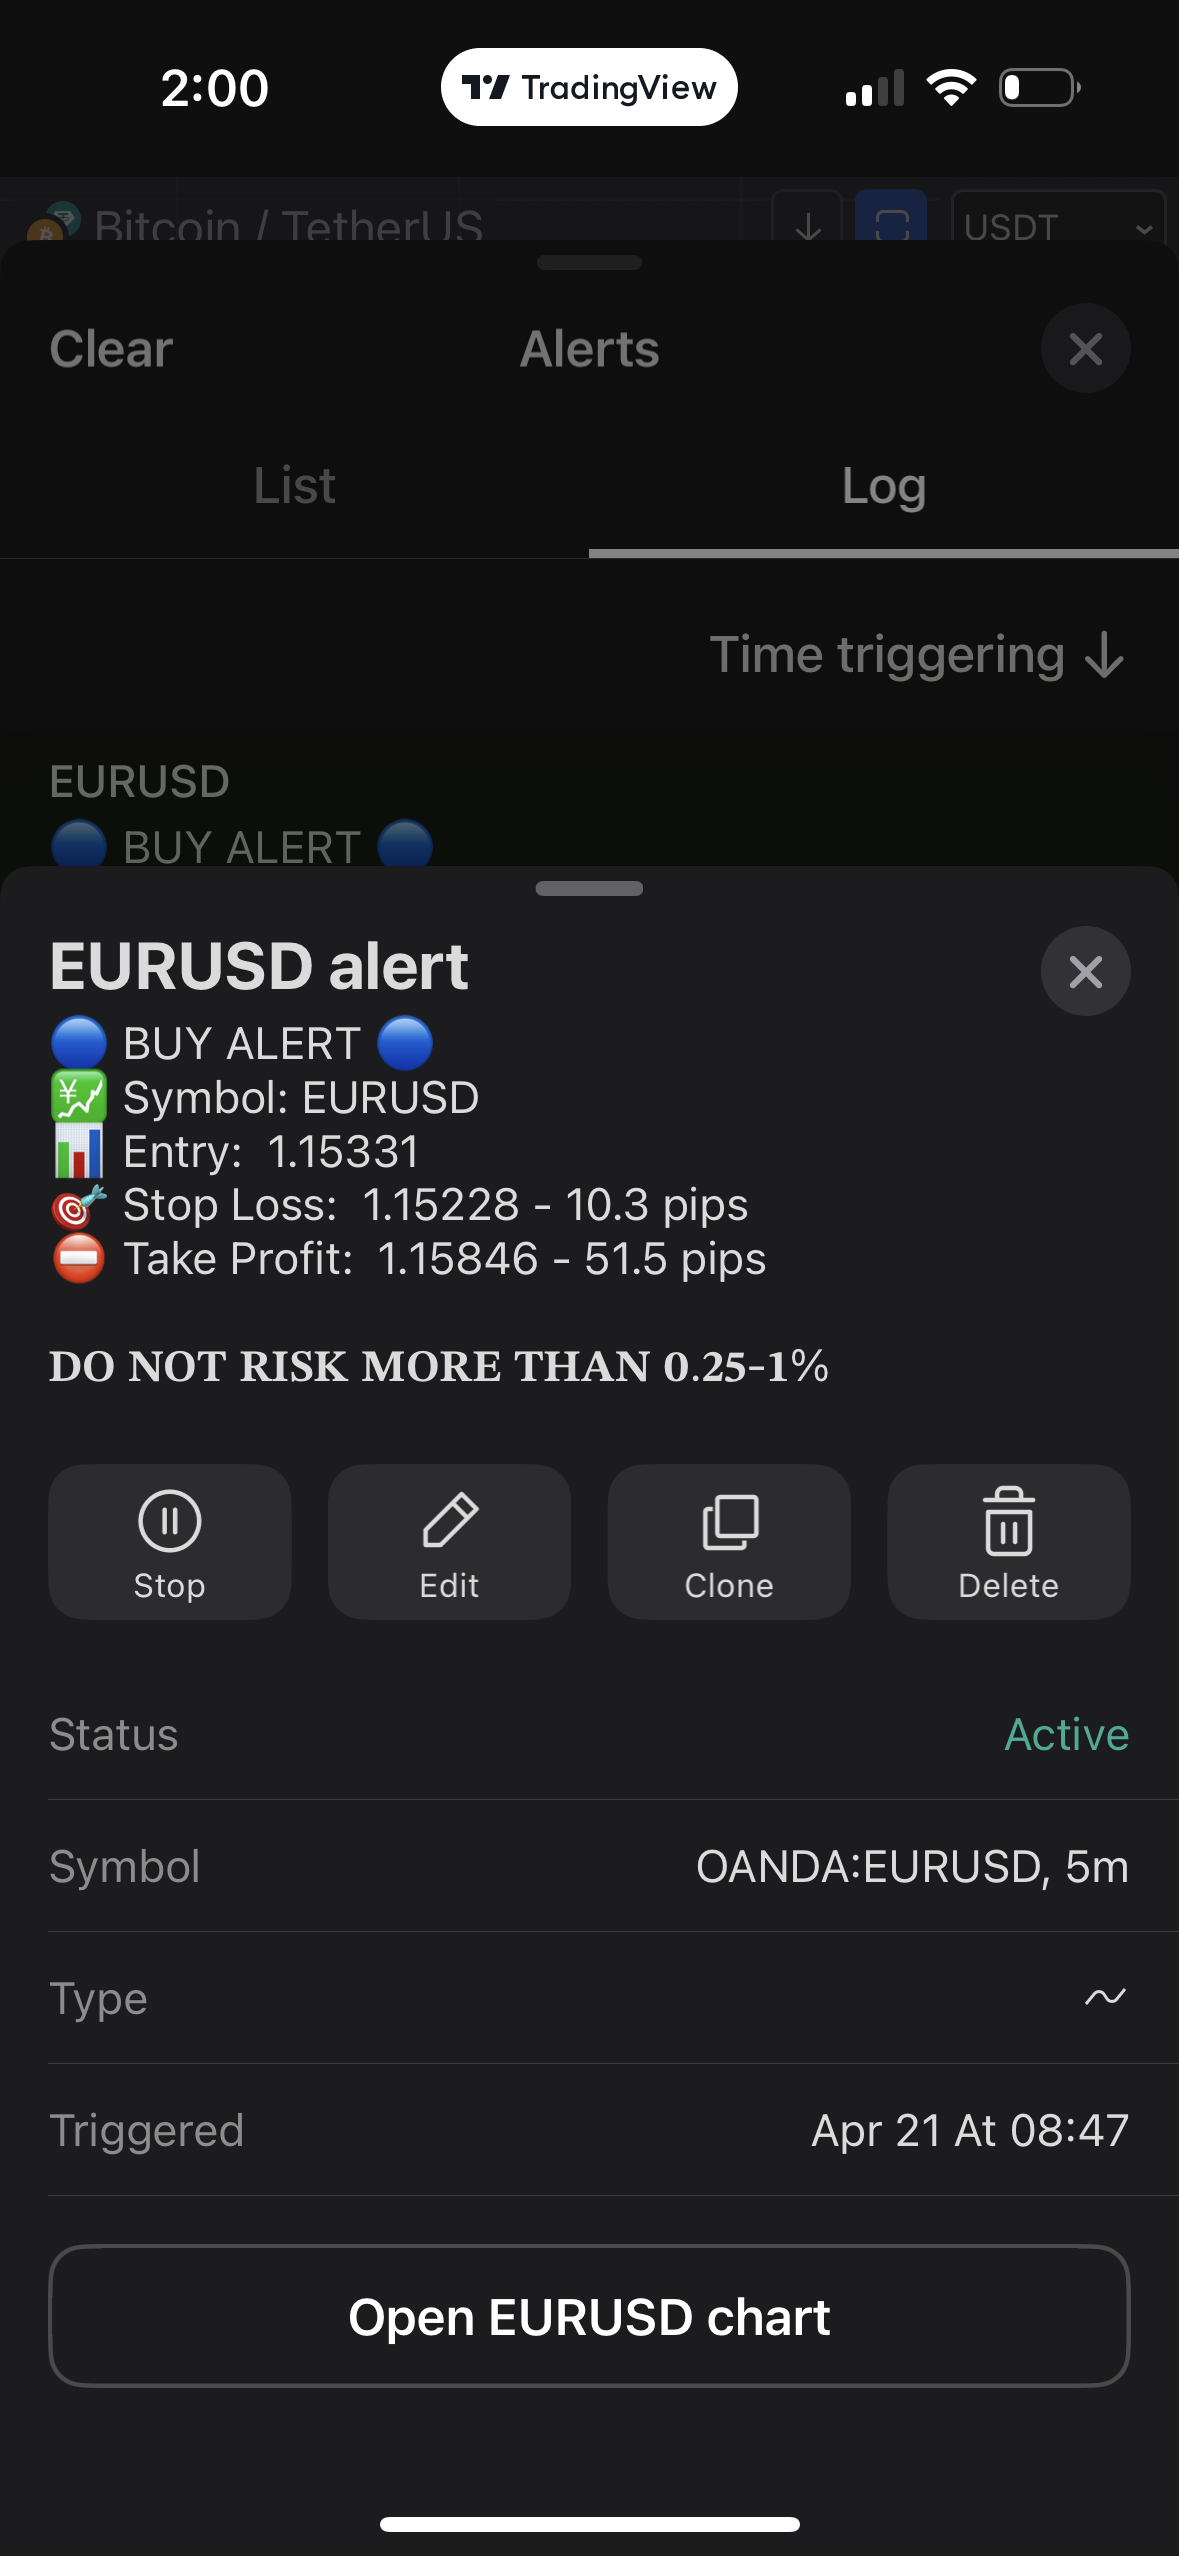 2:00
TradingView
Bitcoin / TetherUS
USDT
Clear
Alerts
List
Log
Time triggering ↓
EURUSD
🔵 BUY ALERT 🔵
EURUSD alert
🔵 BUY ALERT 🔵
💹 Symbol: EURUSD
📊 Entry: 1.15331
🎯 Stop Loss: 1.15228 - 10.3 pips
⛔ Take Profit: 1.15846 - 51.5 pips
𝐃𝐎 𝐍𝐎𝐓 𝐑𝐈𝐒𝐊 𝐌𝐎𝐑𝐄 𝐓𝐇𝐀𝐍 𝟎.𝟐𝟓-𝟏%
Stop
Edit
Clone
Delete
Status
Active
Symbol
OANDA:EURUSD, 5m
Type
Triggered
Apr 21 At 08:47
Open EURUSD chart